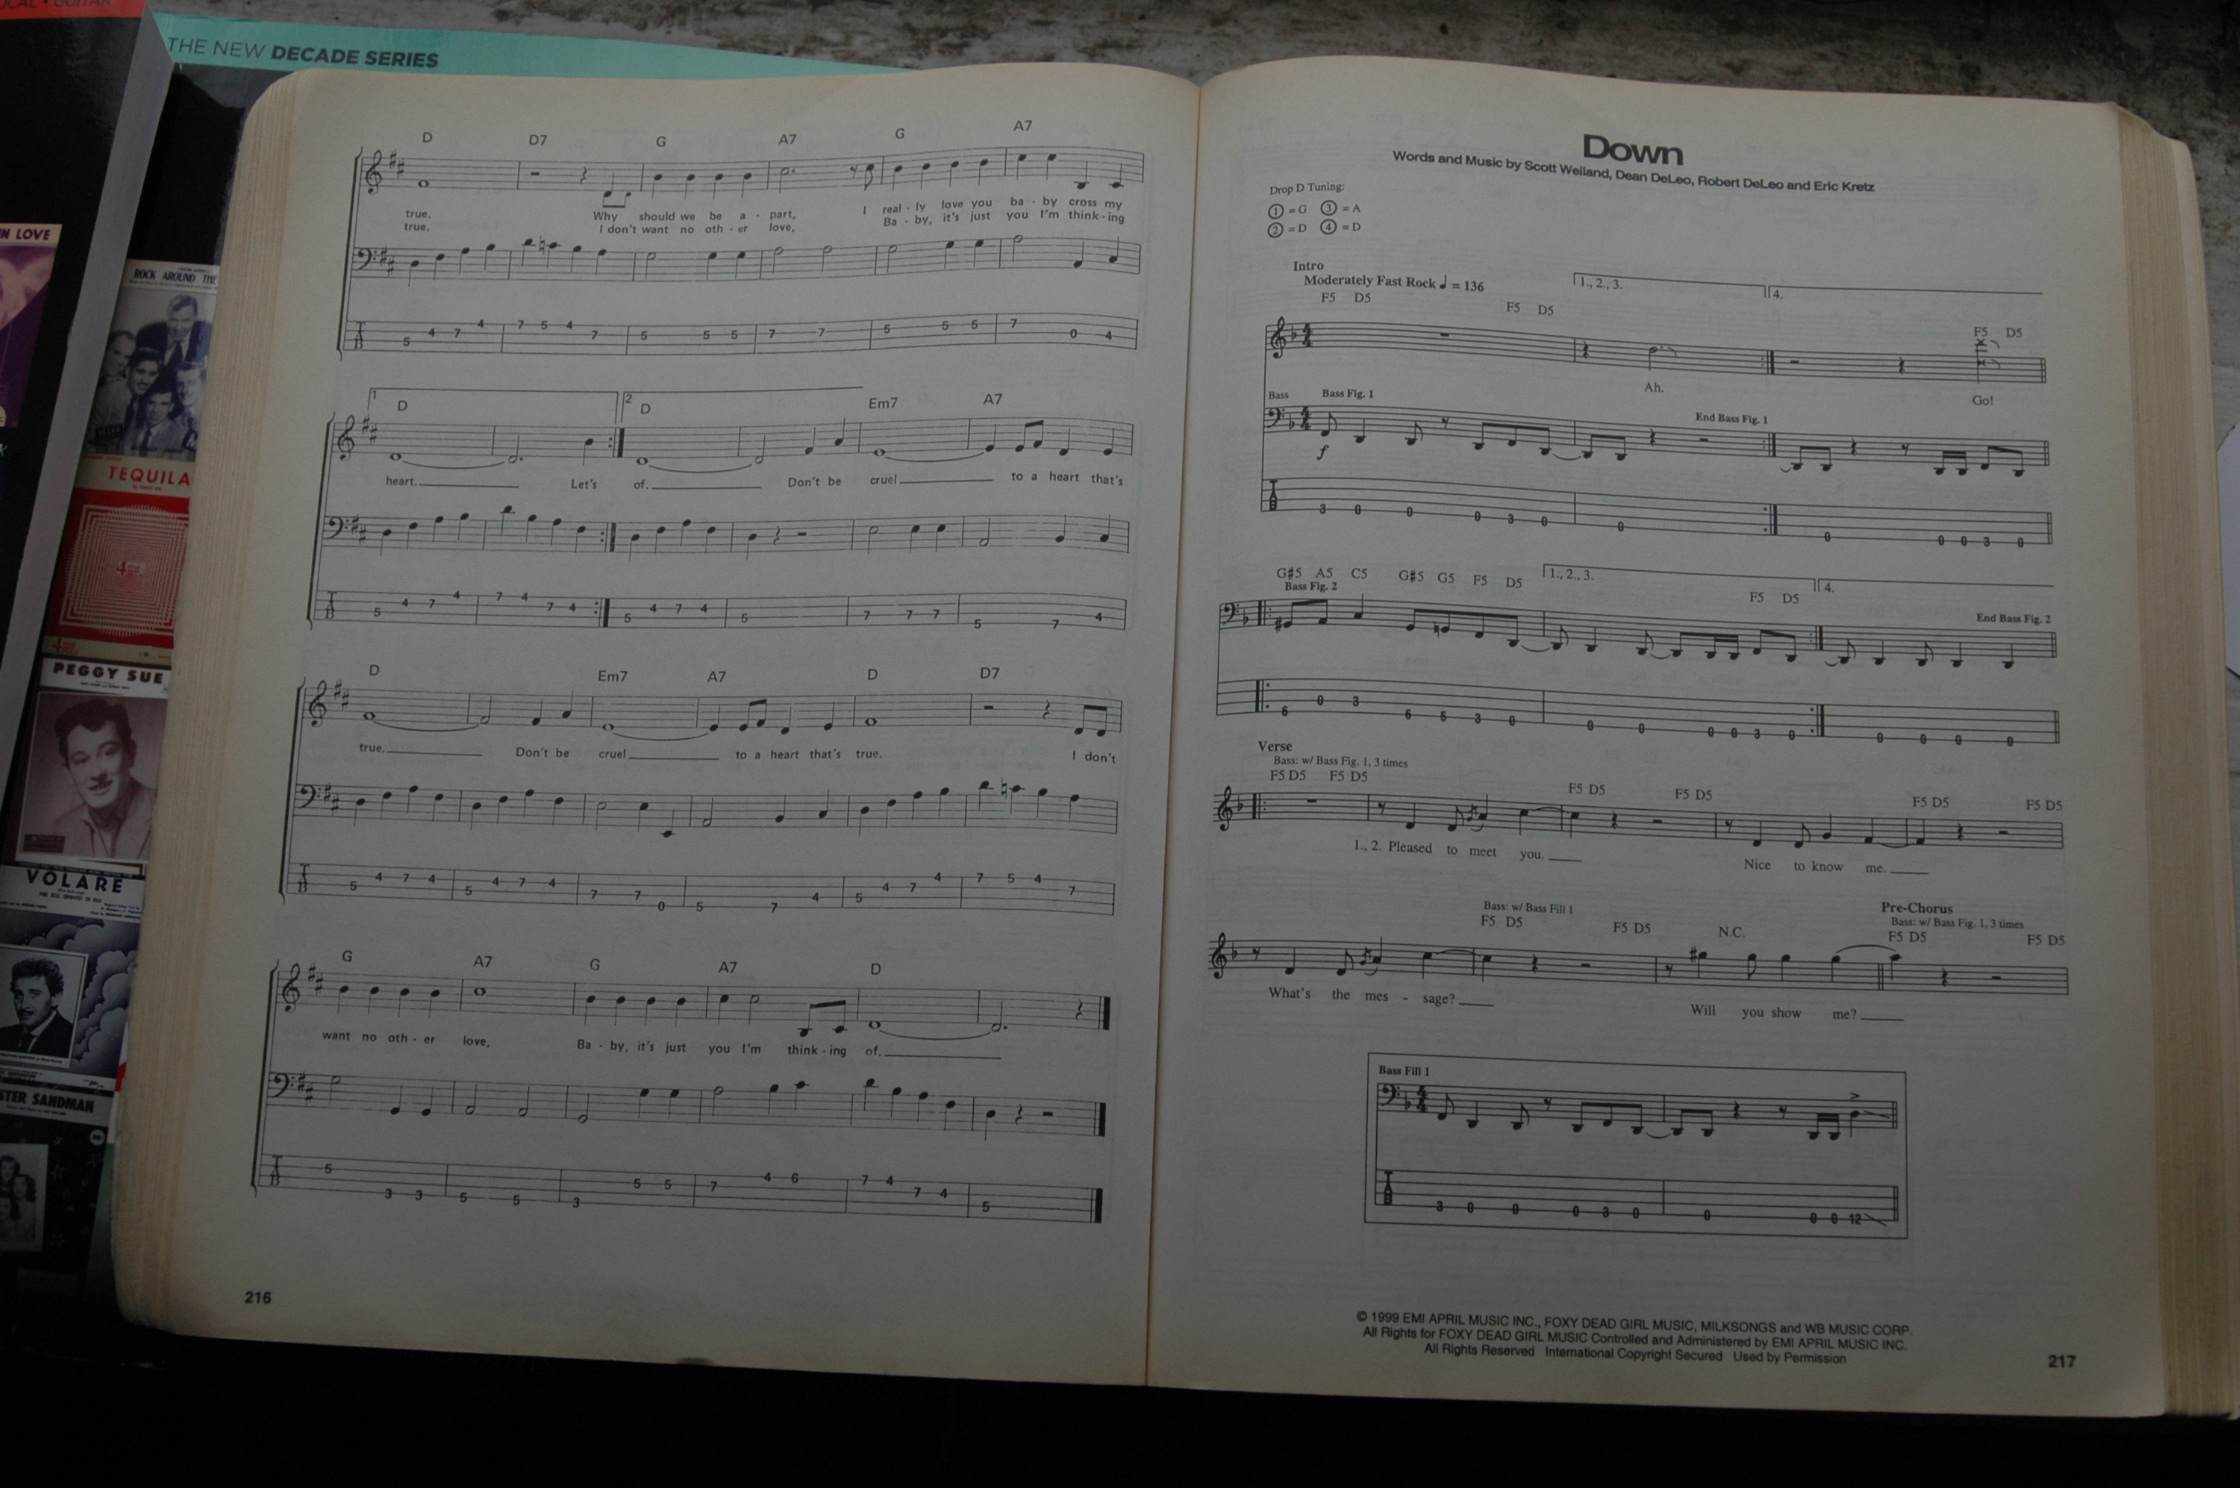 OCAL • GUITAR
THE NEW DECADE SERIES
N LOVE
ROCK AROUND THE
TEQUILA
PEGGY SUE
VOLARE
STER SANDMAN
D D7 G A7 G A7
true. Why should we be a - part, I real - ly love you ba - by cross my
true. I don't want no oth - er love, Ba - by, it's just you I'm think - ing
5 4 7 4 7 5 4 7 5 5 5 7 7 5 5 5 7 0 4
1 2
D D Em7 A7
heart. Let's of. Don't be cruel to a heart that's
5 4 7 4 7 4 7 4 5 4 7 4 5 7 7 7 5 7 4
D Em7 A7 D D7
true. Don't be cruel to a heart that's true. I don't
5 4 7 4 5 4 7 4 7 7 0 5 7 4 5 4 7 4 7 5 4 7
G A7 G A7 D
want no oth - er love, Ba - by, it's just you I'm think - ing of.
5 3 3 5 5 3 5 5 7 4 6 7 4 7 4 5
216
Down
Words and Music by Scott Weiland, Dean DeLeo, Robert DeLeo and Eric Kretz
Drop D Tuning:
① = G ③ = A
② = D ④ = D
Intro
Moderately Fast Rock ♩ = 136
1., 2., 3. 4.
F5 D5 F5 D5 F5 D5
Ah. Go!
Bass Bass Fig. 1 End Bass Fig. 1
f
3 0 0 0 3 0 0 0 0 0 3 0
G#5 A5 C5 G#5 G5 F5 D5 1., 2., 3. F5 D5 4.
Bass Fig. 2 End Bass Fig. 2
6 0 3 6 5 3 0 0 0 0 0 3 0 0 0 0 0
Verse
Bass: w/ Bass Fig. 1, 3 times
F5 D5 F5 D5 F5 D5 F5 D5 F5 D5 F5 D5
1., 2. Pleased to meet you. Nice to know me.
Bass: w/ Bass Fill 1 Pre-Chorus
Bass: w/ Bass Fig. 1, 3 times
F5 D5 F5 D5 N.C. F5 D5 F5 D5
What's the mes - sage? Will you show me?
Bass Fill 1
3 0 0 0 3 0 0 0 0 12
© 1999 EMI APRIL MUSIC INC., FOXY DEAD GIRL MUSIC, MILKSONGS and WB MUSIC CORP.
All Rights for FOXY DEAD GIRL MUSIC Controlled and Administered by EMI APRIL MUSIC INC.
All Rights Reserved International Copyright Secured Used by Permission
217